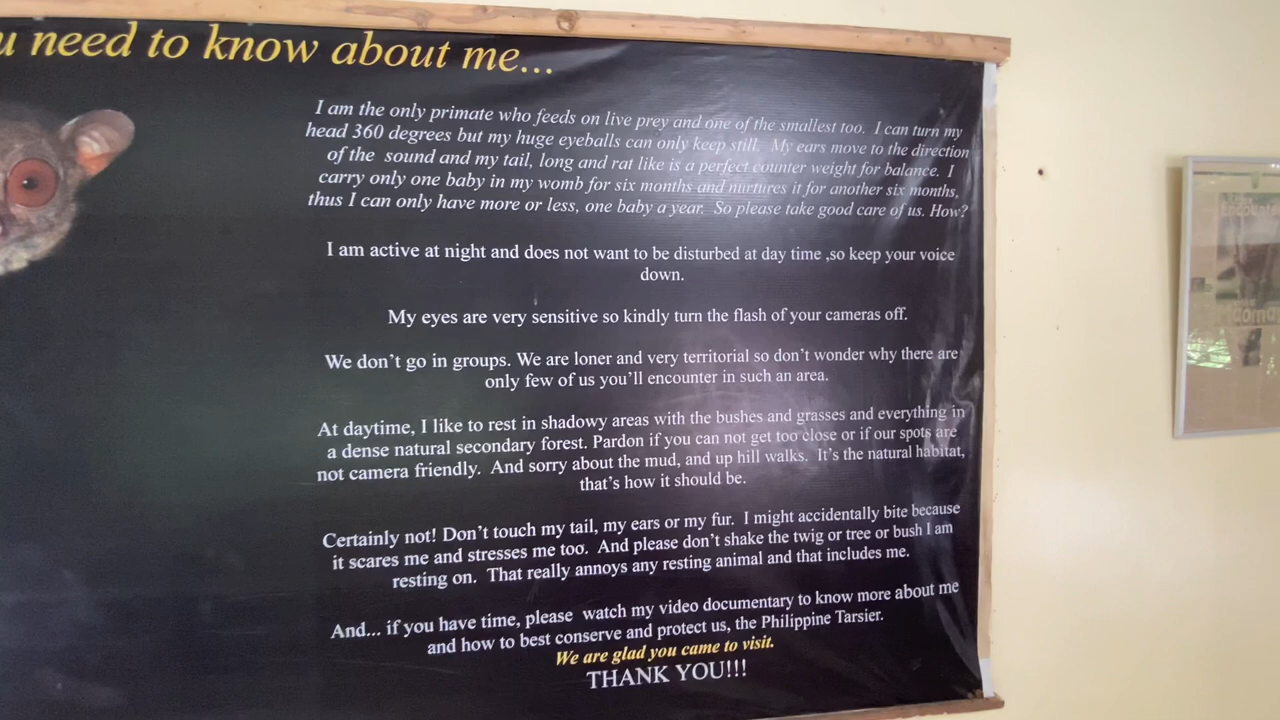 u need to know about me...
I am the only primate who feeds on live prey and one of the smallest too. I can turn my
head 360 degrees but my huge eyeballs can only keep still. My ears move to the direction
of the sound and my tail, long and rat like is a perfect counter weight for balance. I
carry only one baby in my womb for six months and nurtures it for another six months,
thus I can only have more or less, one baby a year. So please take good care of us. How?
I am active at night and does not want to be disturbed at day time ,so keep your voice
down.
My eyes are very sensitive so kindly turn the flash of your cameras off.
We don't go in groups. We are loner and very territorial so don't wonder why there are
only few of us you'll encounter in such an area.
At daytime, I like to rest in shadowy areas with the bushes and grasses and everything in
a dense natural secondary forest. Pardon if you can not get too close or if our spots are
not camera friendly. And sorry about the mud, and up hill walks. It's the natural habitat,
that's how it should be.
Certainly not! Don't touch my tail, my ears or my fur. I might accidentally bite because
it scares me and stresses me too. And please don't shake the twig or tree or bush I am
resting on. That really annoys any resting animal and that includes me.
And... if you have time, please watch my video documentary to know more about me
and how to best conserve and protect us, the Philippine Tarsier.
We are glad you came to visit.
THANK YOU!!!